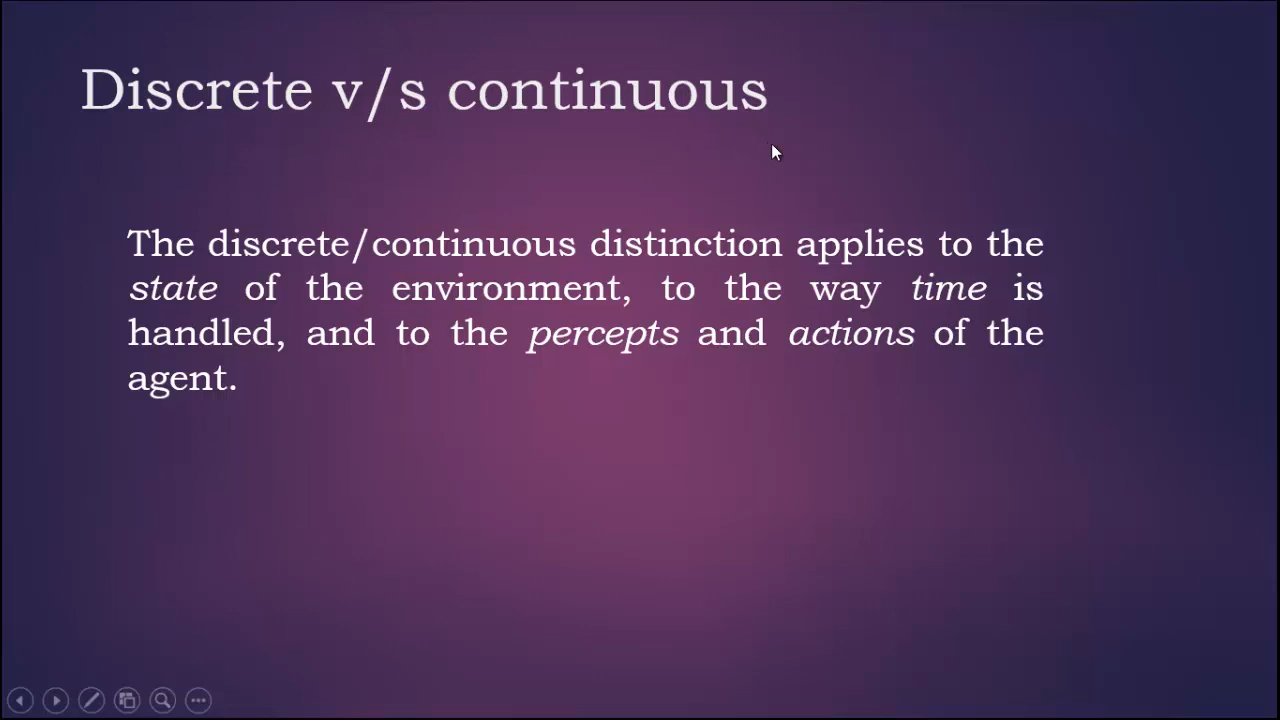 Discrete v/s continuous
The discrete/continuous distinction applies to the
state of the environment, to the way time is
handled, and to the percepts and actions of the
agent.